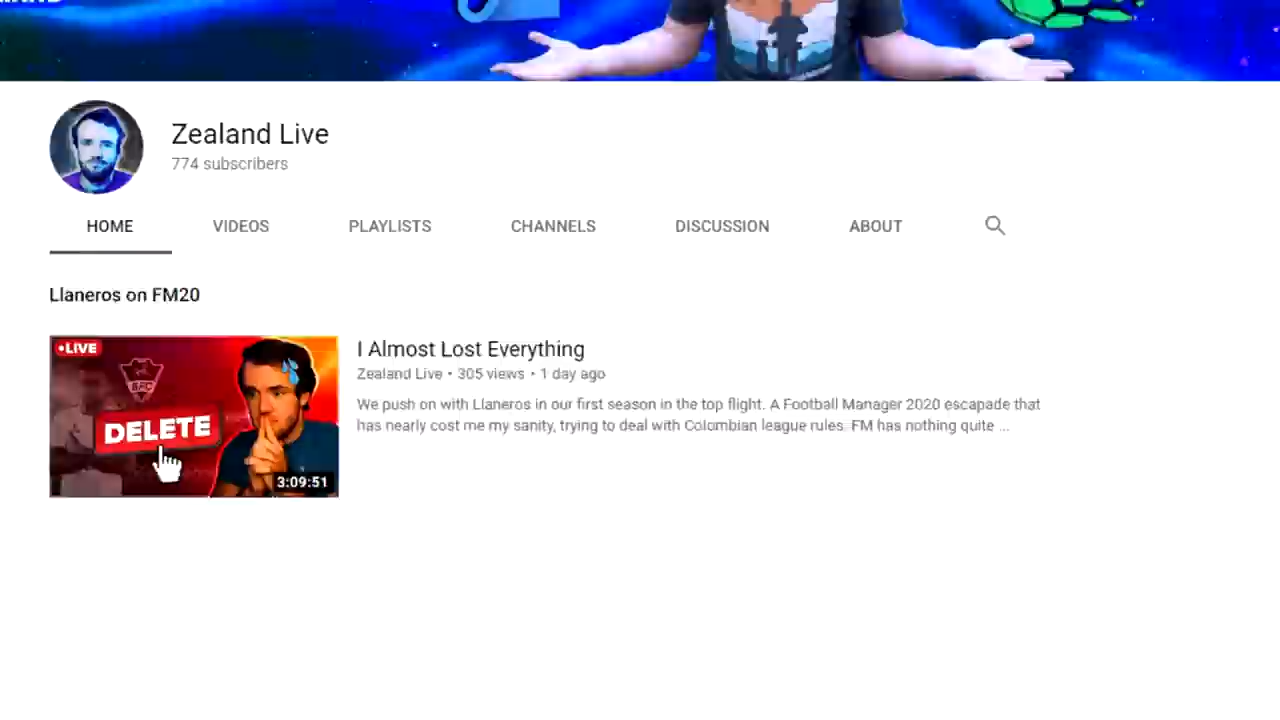 Zealand Live
774 subscribers
HOME VIDEOS PLAYLISTS CHANNELS DISCUSSION ABOUT
Llaneros on FM20
•LIVE
DELETE
3:09:51
I Almost Lost Everything
Zealand Live • 305 views • 1 day ago
We push on with Llaneros in our first season in the top flight. A Football Manager 2020 escapade that
has nearly cost me my sanity, trying to deal with Colombian league rules. FM has nothing quite ...